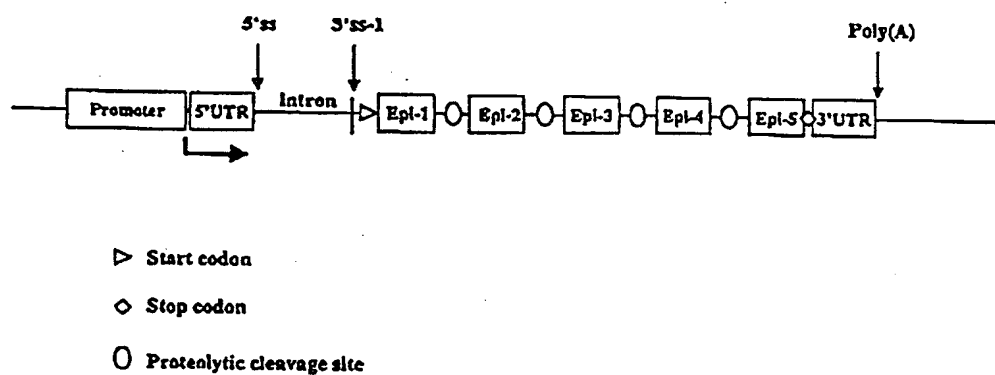 5'ss
3'ss-1
Poly(A)
Promoter
5'UTR
Intron
Epi-1
Epi-2
Epi-3
Epi-4
Epi-5
3'UTR
Start codon
Stop codon
Proteolytic cleavage site